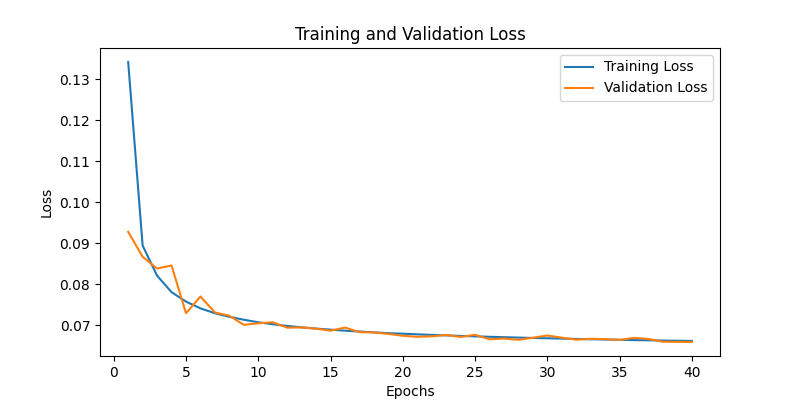 Training and Validation Loss
Training Loss
Validation Loss
Loss
0.13
0.12
0.11
0.10
0.09
0.08
0.07
0 5 10 15 20 25 30 35 40
Epochs